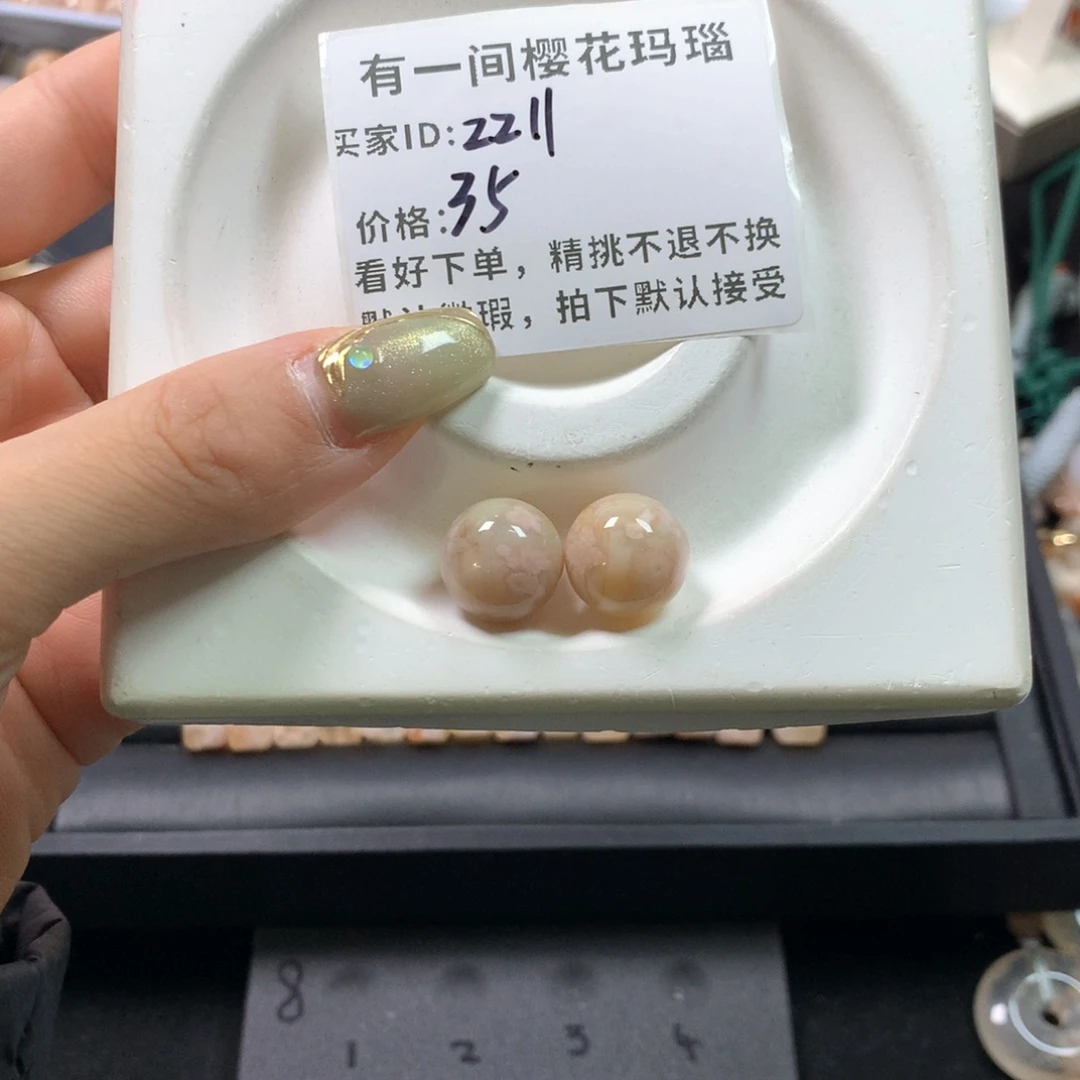 有一间樱花玛瑙
买家ID:2211
价格:35
看好下单，精挑不退不换
瑕，拍下默认接受
8
1 2 3 4